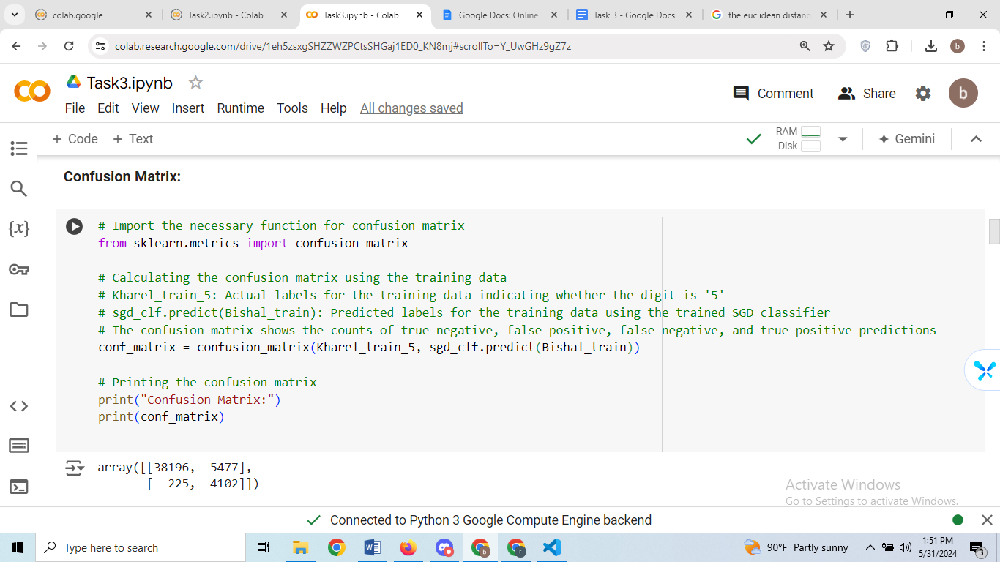 colab.google
Task2.ipynb - Colab
Task3.ipynb - Colab
Google Docs: Online
Task 3 - Google Docs
the euclidean distanc
colab.research.google.com/drive/1eh5zsxgSHZZWZPCtsSHGaj1ED0_KN8mj#scrollTo=Y_UwGHz9gZ7z
b
Task3.ipynb
Comment
Share
b
File Edit View Insert Runtime Tools Help All changes saved
+ Code + Text
RAM
Disk
Gemini
Confusion Matrix:
{x}
# Import the necessary function for confusion matrix
from sklearn.metrics import confusion_matrix
# Calculating the confusion matrix using the training data
# Kharel_train_5: Actual labels for the training data indicating whether the digit is '5'
# sgd_clf.predict(Bishal_train): Predicted labels for the training data using the trained SGD classifier
# The confusion matrix shows the counts of true negative, false positive, false negative, and true positive predictions
conf_matrix = confusion_matrix(Kharel_train_5, sgd_clf.predict(Bishal_train))
# Printing the confusion matrix
print("Confusion Matrix:")
print(conf_matrix)
array([[38196, 5477],
[ 225, 4102]])
Activate Windows
Go to Settings to activate Windows.
Connected to Python 3 Google Compute Engine backend
Type here to search
90°F Partly sunny
1:51 PM
5/31/2024
3